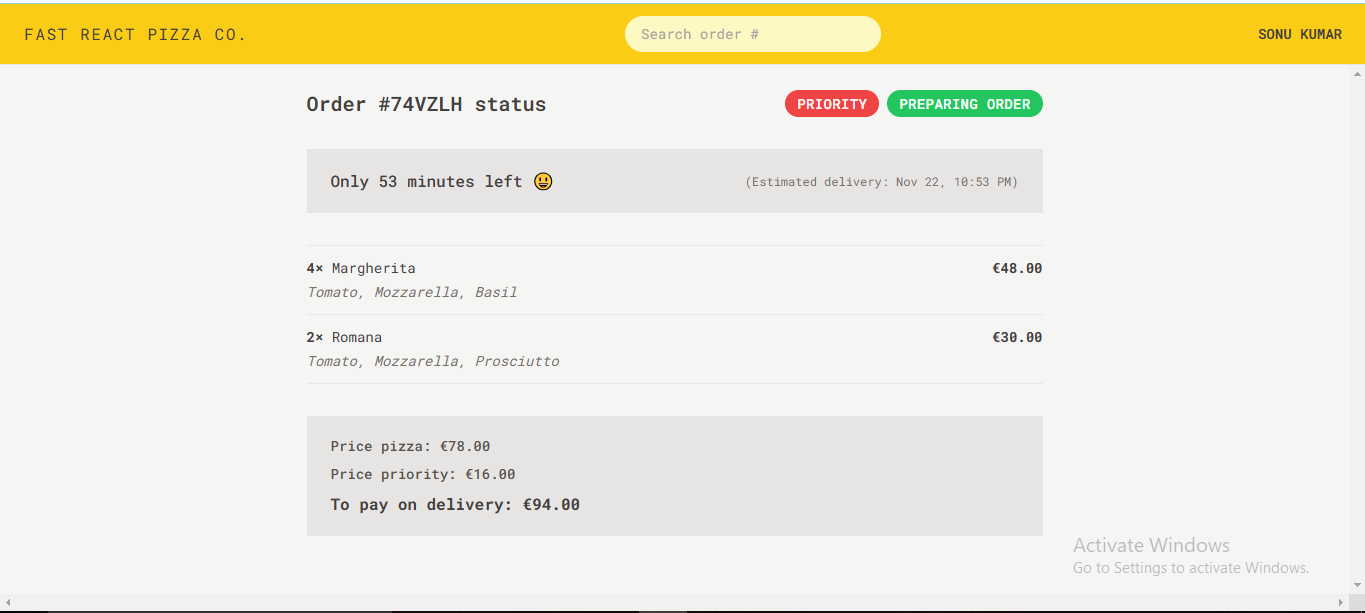 FAST REACT PIZZA CO.
Search order #
SONU KUMAR
Order #74VZLH status
PRIORITY
PREPARING ORDER
Only 53 minutes left 😃
(Estimated delivery: Nov 22, 10:53 PM)
4× Margherita
€48.00
Tomato, Mozzarella, Basil
2× Romana
€30.00
Tomato, Mozzarella, Prosciutto
Price pizza: €78.00
Price priority: €16.00
To pay on delivery: €94.00
Activate Windows
Go to Settings to activate Windows.